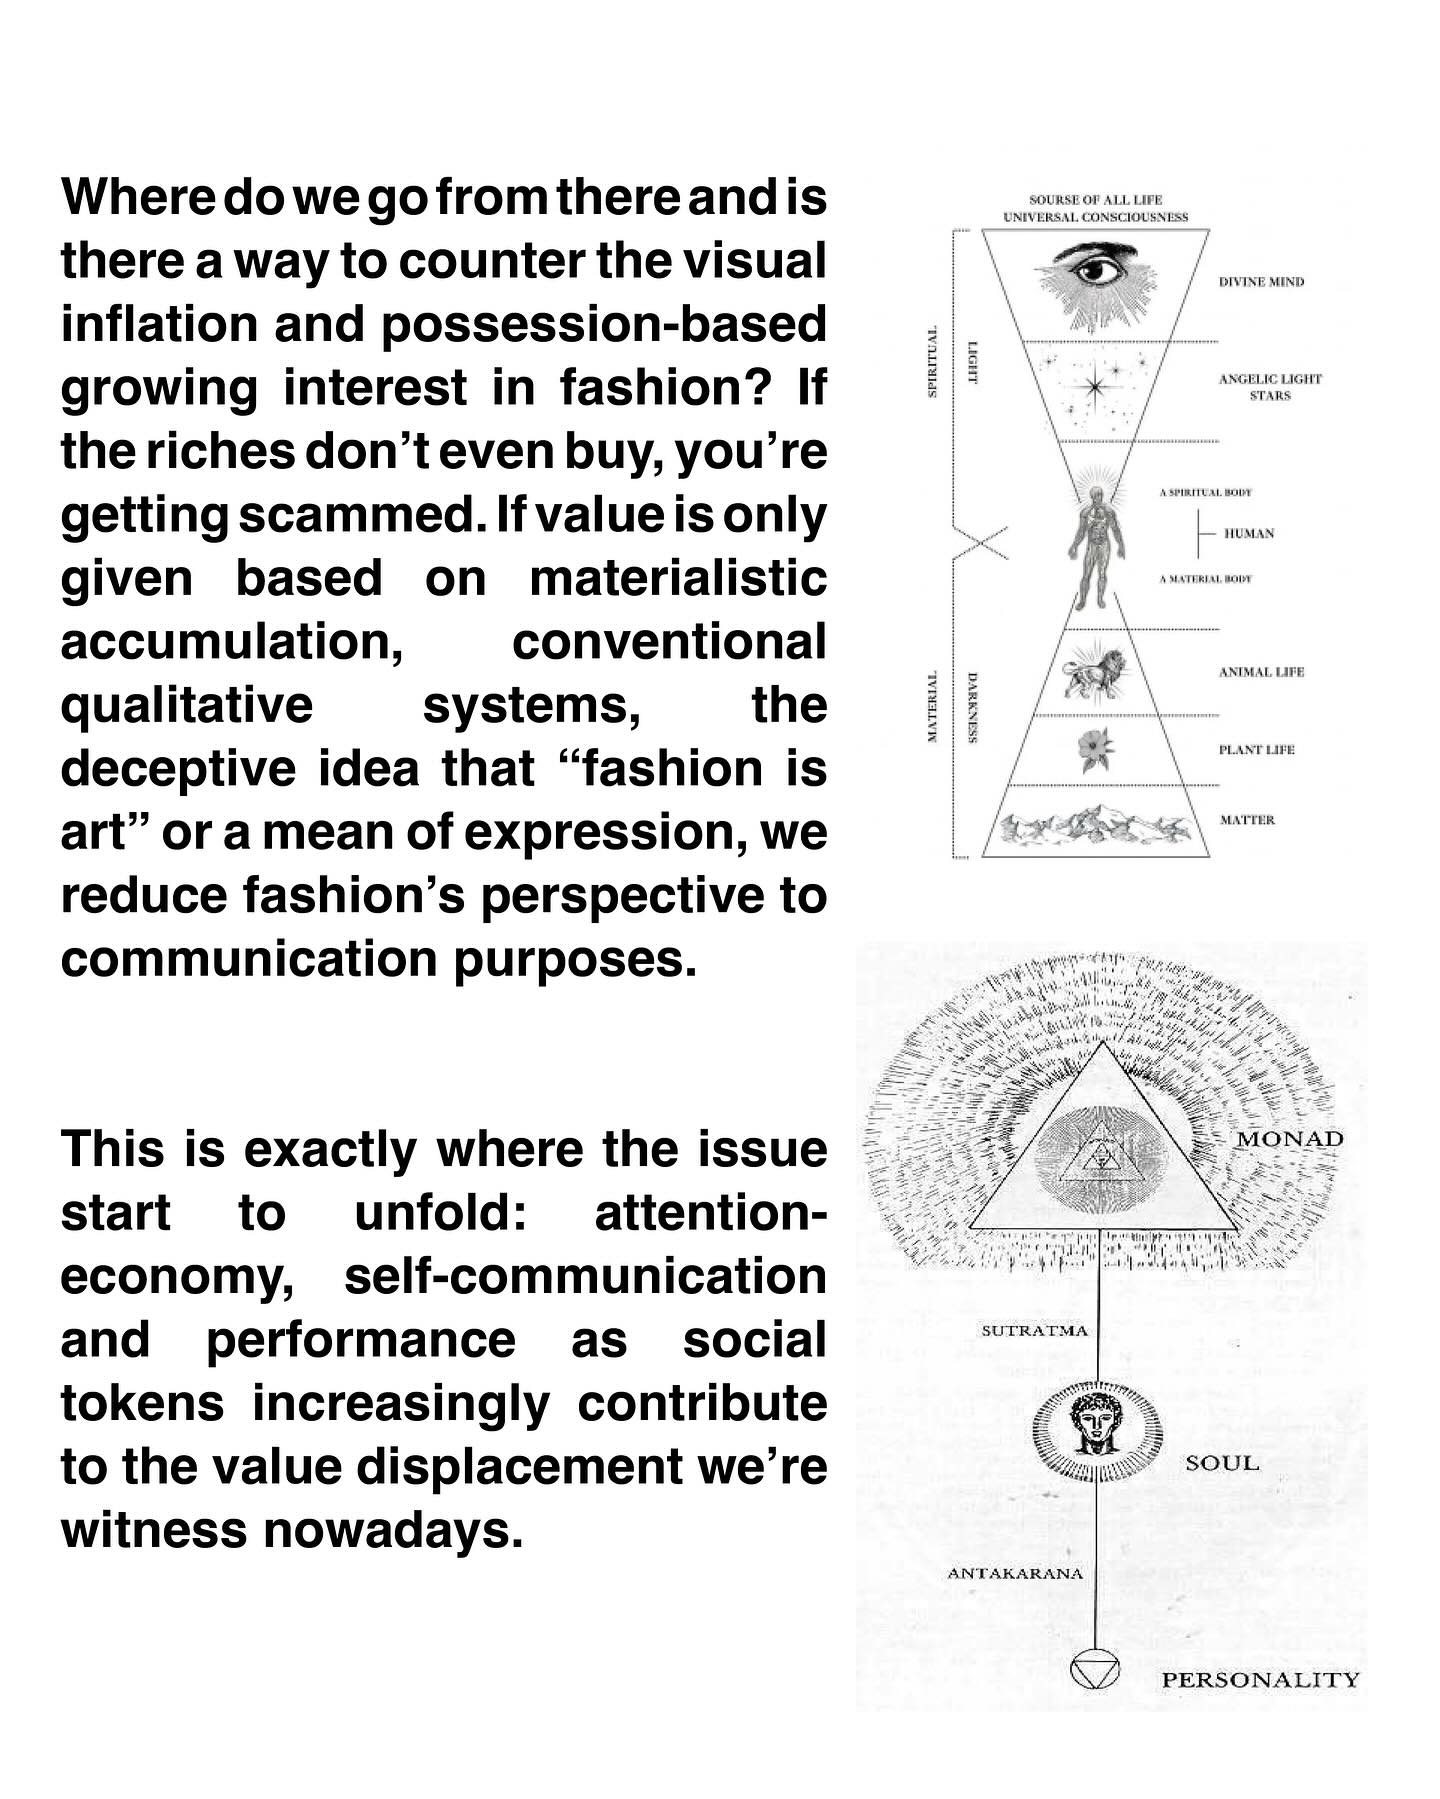 Where do we go from there and is
there a way to counter the visual
inflation and possession-based
growing interest in fashion? If
the riches don’t even buy, you’re
getting scammed. If value is only
given based on materialistic
accumulation, conventional
qualitative systems, the
deceptive idea that “fashion is
art” or a mean of expression, we
reduce fashion’s perspective to
communication purposes.
This is exactly where the issue
start to unfold: attention-
economy, self-communication
and performance as social
tokens increasingly contribute
to the value displacement we’re
witness nowadays.
SOURSE OF ALL LIFE
UNIVERSAL CONSCIOUSNESS
DIVINE MIND
SPIRITUAL
LIGHT
ANGELIC LIGHT
STARS
A SPIRITUAL BODY
HUMAN
A MATERIAL BODY
MATERIAL
DARKNESS
ANIMAL LIFE
PLANT LIFE
MATTER
MONAD
SUTRATMA
SOUL
ANTAKARANA
PERSONALITY